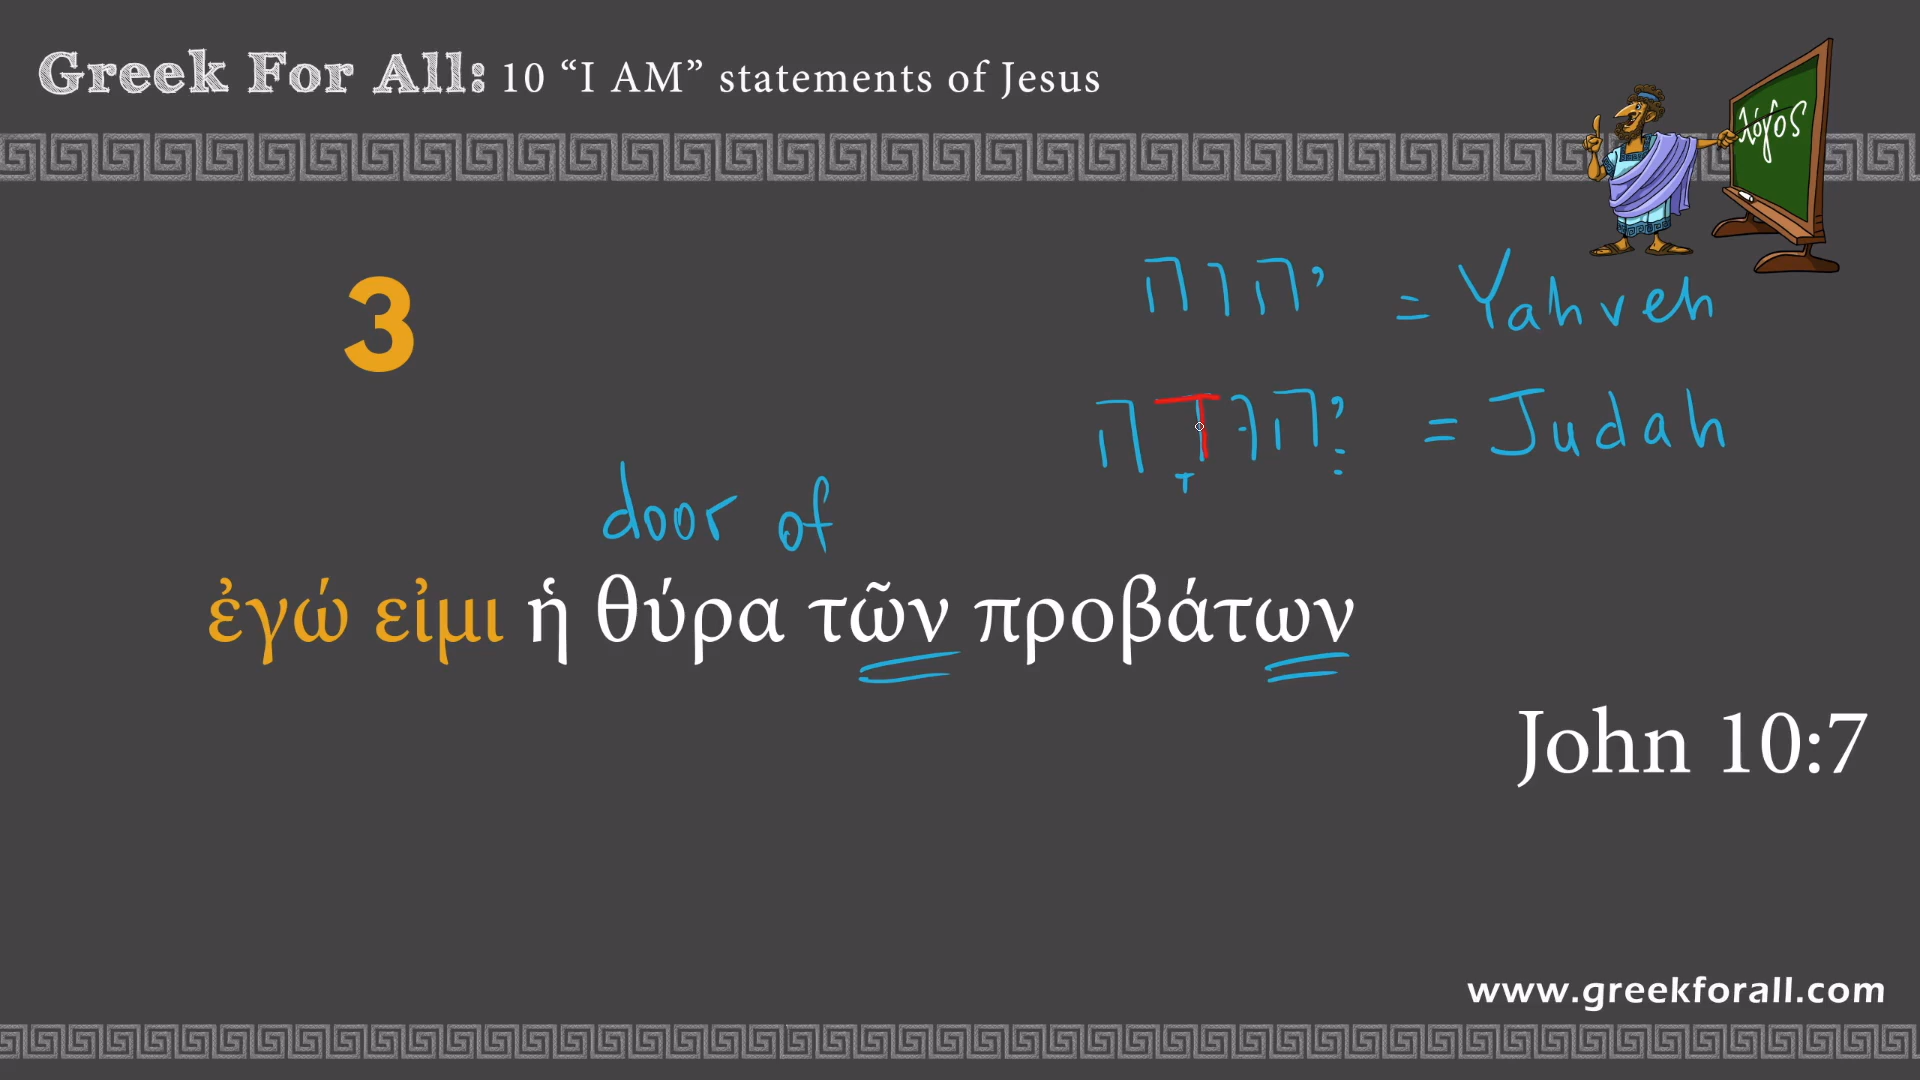 Greek For All: 10 “I AM” statements of Jesus
λόγος
3
יהוה = Yahveh
יְהוּדָה = Judah
door of
ἐγώ εἰμι ἡ θύρα τῶν προβάτων
John 10:7
www.greekforall.com